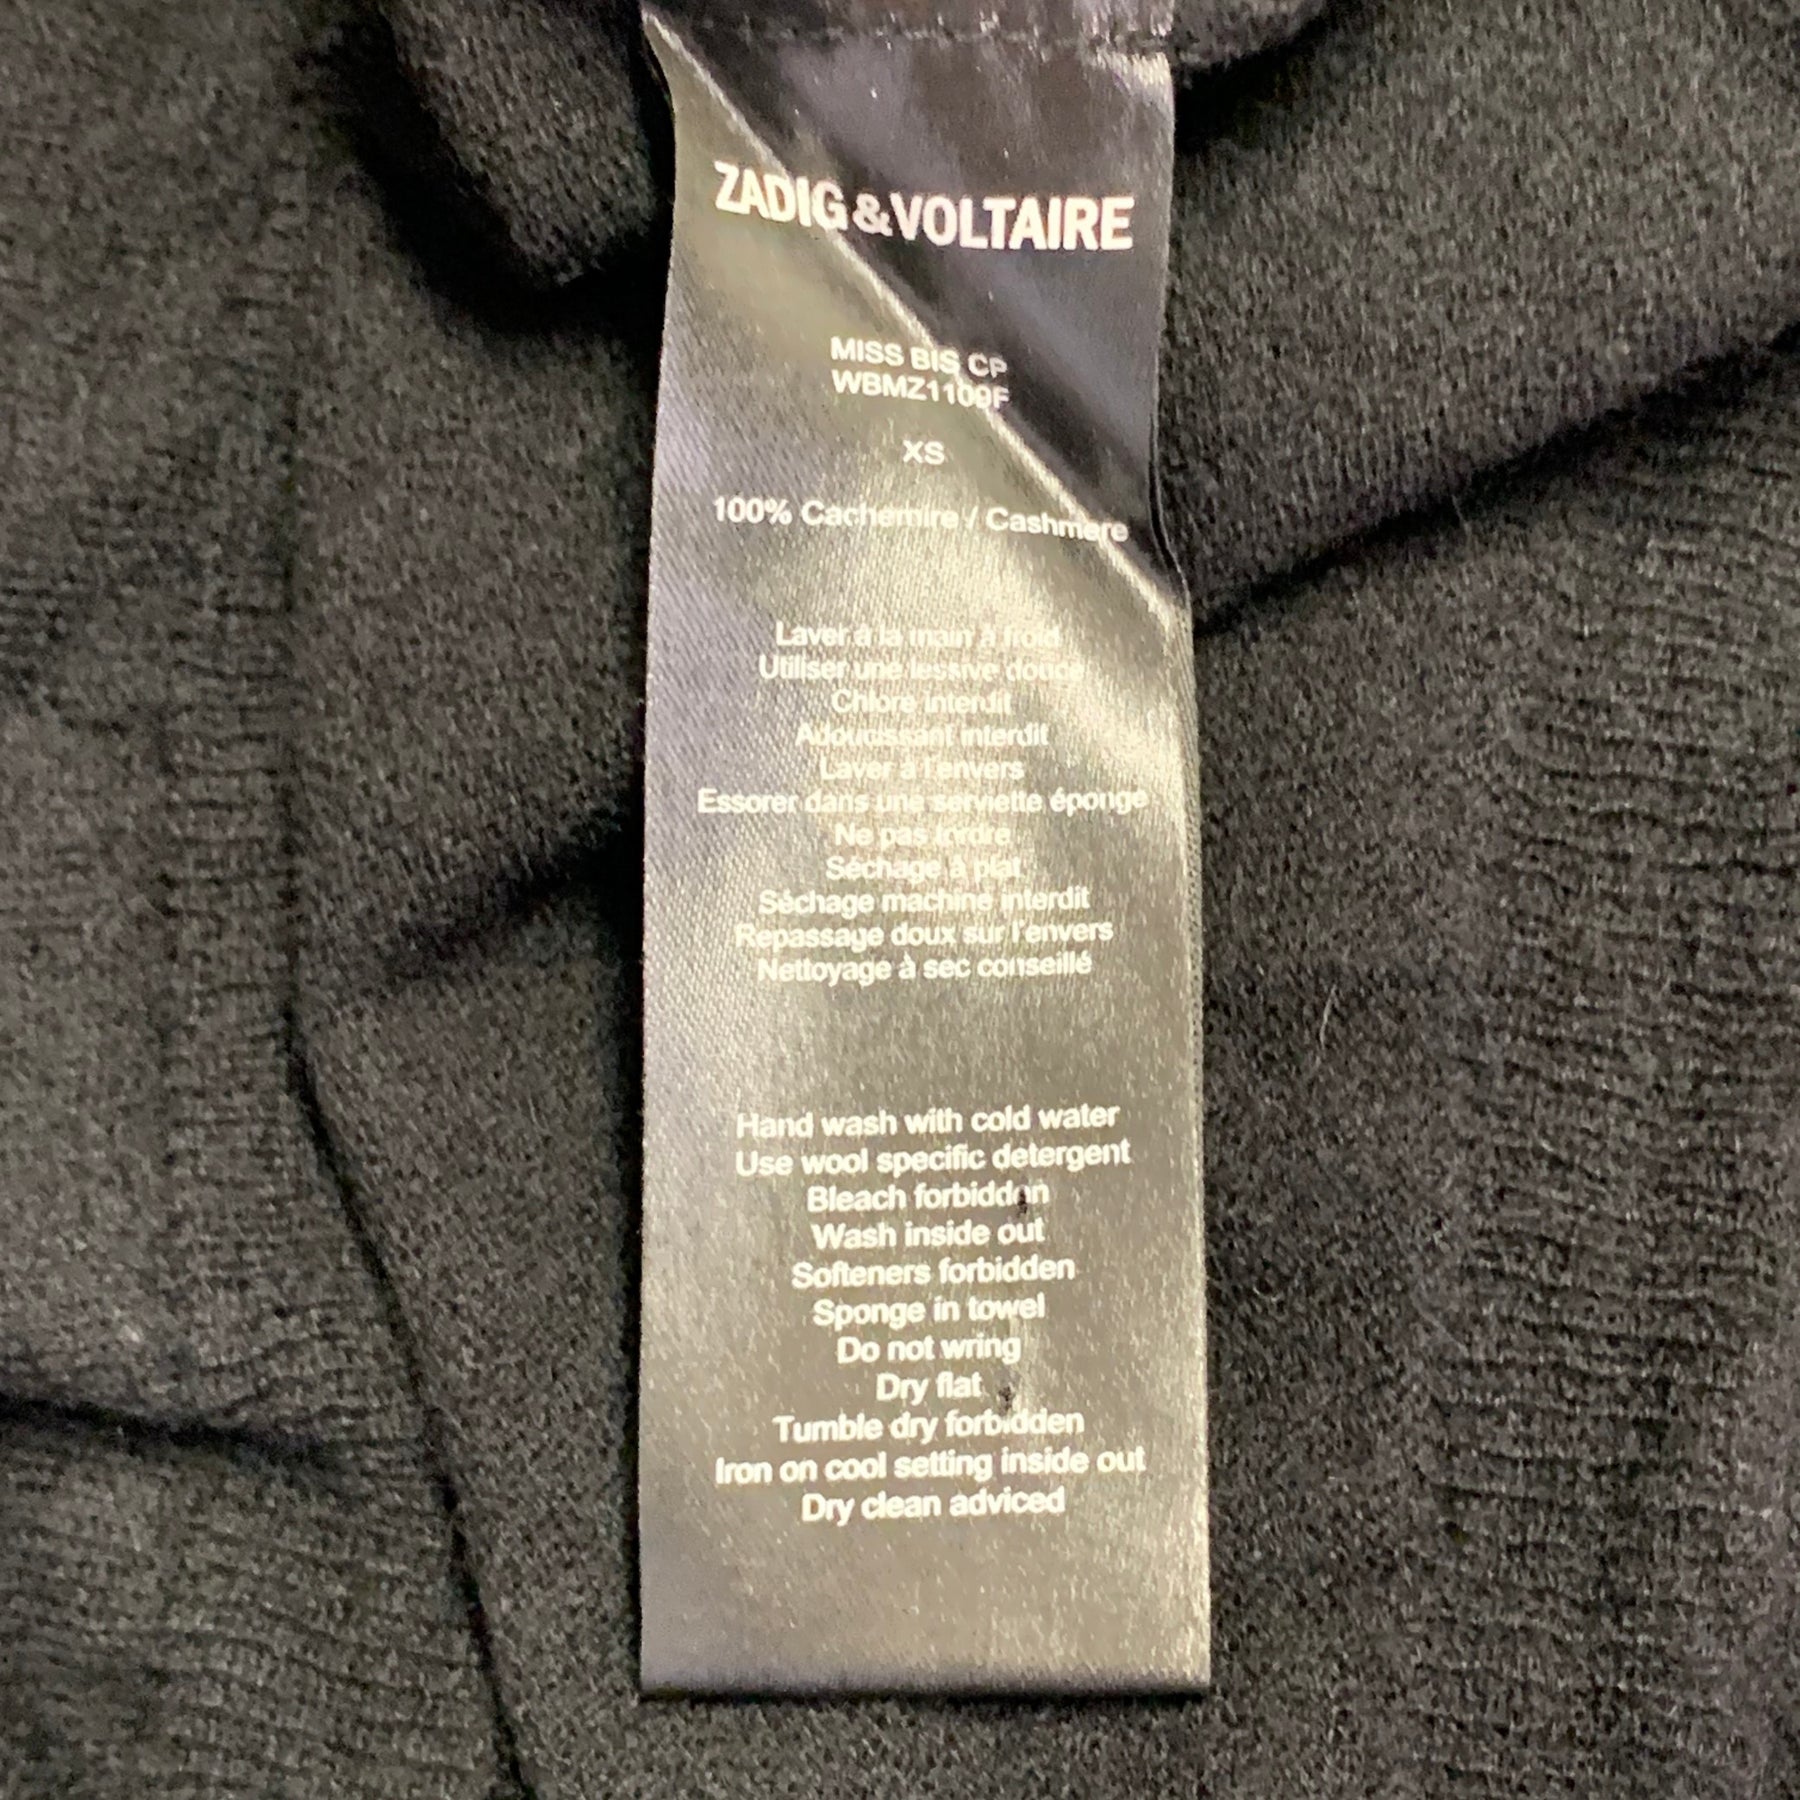 ZADIG&VOLTAIRE
MISS BIS CP
WBMZ1109F
XS
100% Cachemire / Cashmere
Laver à la main à froid
Utiliser une lessive douce
Chlore interdit
Adoucissant interdit
Laver à l'envers
Essorer dans une serviette éponge
Ne pas tordre
Séchage à plat
Séchage machine interdit
Repassage doux sur l'envers
Nettoyage à sec conseillé
Hand wash with cold water
Use wool specific detergent
Bleach forbidden
Wash inside out
Softeners forbidden
Sponge in towel
Do not wring
Dry flat
Tumble dry forbidden
Iron on cool setting inside out
Dry clean adviced